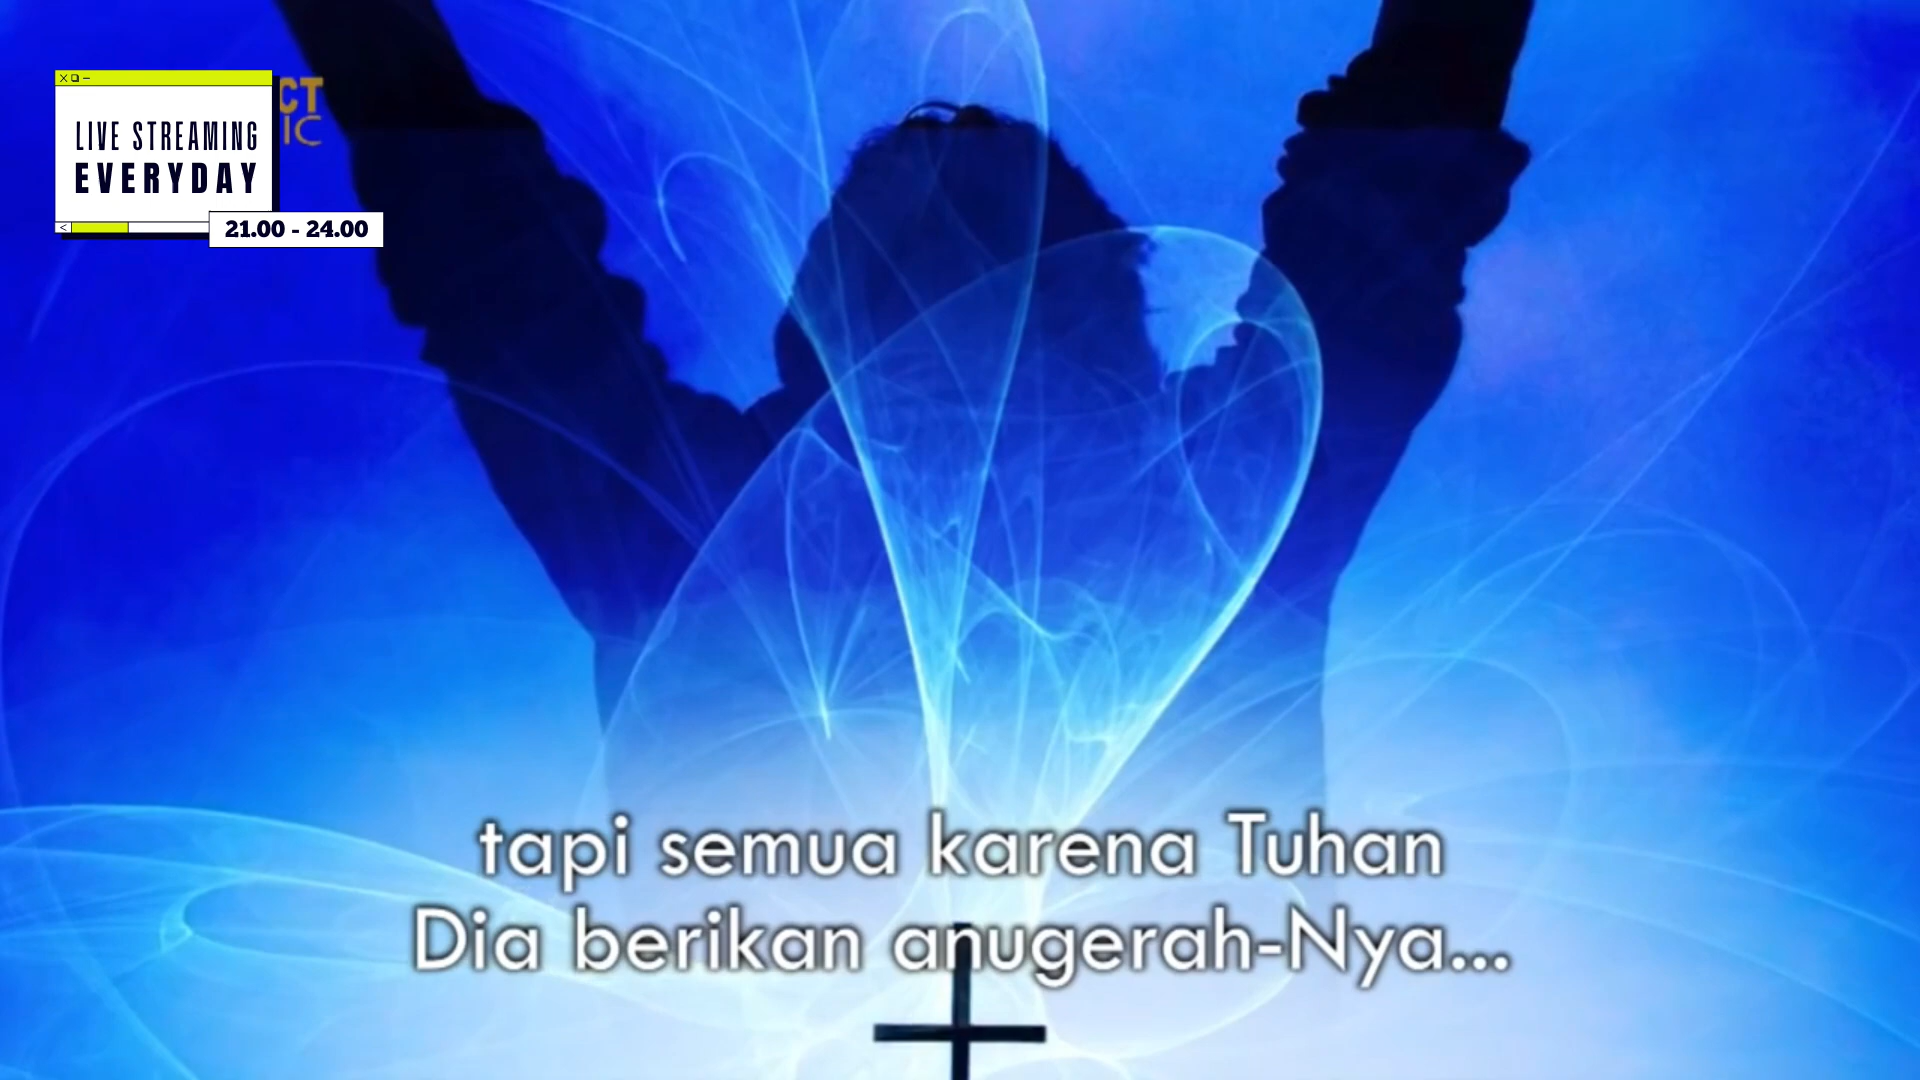 LIVE STREAMING
EVERYDAY
21.00 - 24.00
tapi semua karena Tuhan
Dia berikan anugerah-Nya...